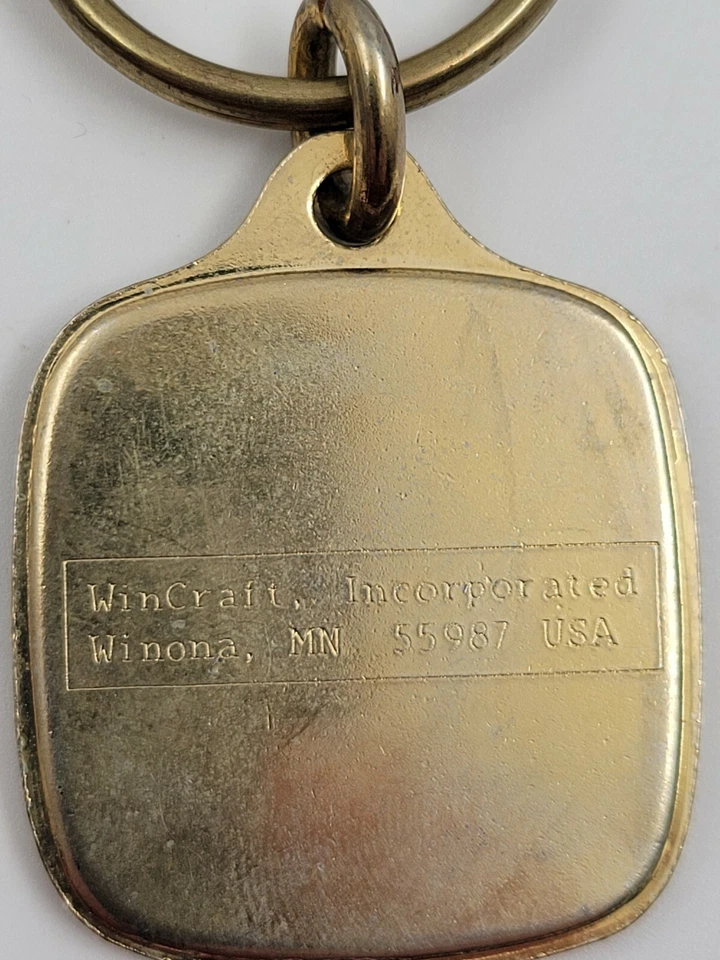 WinCraft, Incorporated
Winona, MN 55987 USA